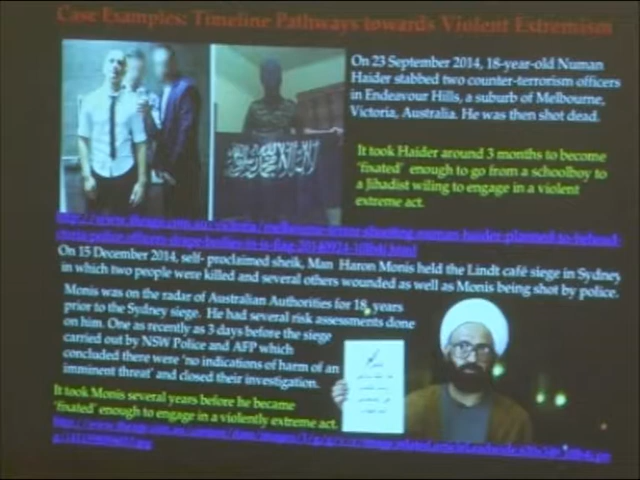 Case Examples: Timeline Pathways towards Violent Extremism
On 23 September 2014, 18-year-old Numan
Haider stabbed two counter-terrorism officers
in Endeavour Hills, a suburb of Melbourne,
Victoria, Australia. He was then shot dead.
It took Haider around 3 months to become
'fixated' enough to go from a schoolboy to
a Jihadist wiling to engage in a violent
extreme act.
On 15 December 2014, self- proclaimed sheik, Man Haron Monis held the Lindt café siege in Sydney
in which two people were killed and several others wounded as well as Monis being shot by police.
Monis was on the radar of Australian Authorities for 18 years
prior to the Sydney siege. He had several risk assessments done
on him. One as recently as 3 days before the siege
carried out by NSW Police and AFP which
concluded there were 'no indications of harm of an
imminent threat' and closed their investigation.
It took Monis several years before he became
'fixated' enough to engage in a violently extreme act.